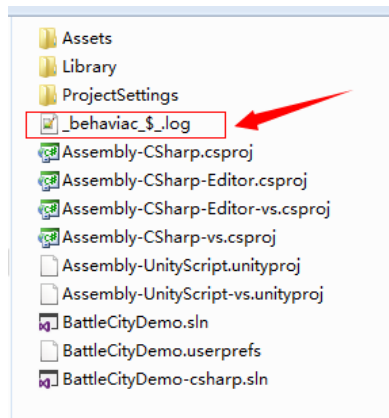 Assets
Library
ProjectSettings
_behaviac_$_.log
Assembly-CSharp.csproj
Assembly-CSharp-Editor.csproj
Assembly-CSharp-Editor-vs.csproj
Assembly-CSharp-vs.csproj
Assembly-UnityScript.unityproj
Assembly-UnityScript-vs.unityproj
BattleCityDemo.sln
BattleCityDemo.userprefs
BattleCityDemo-csharp.sln